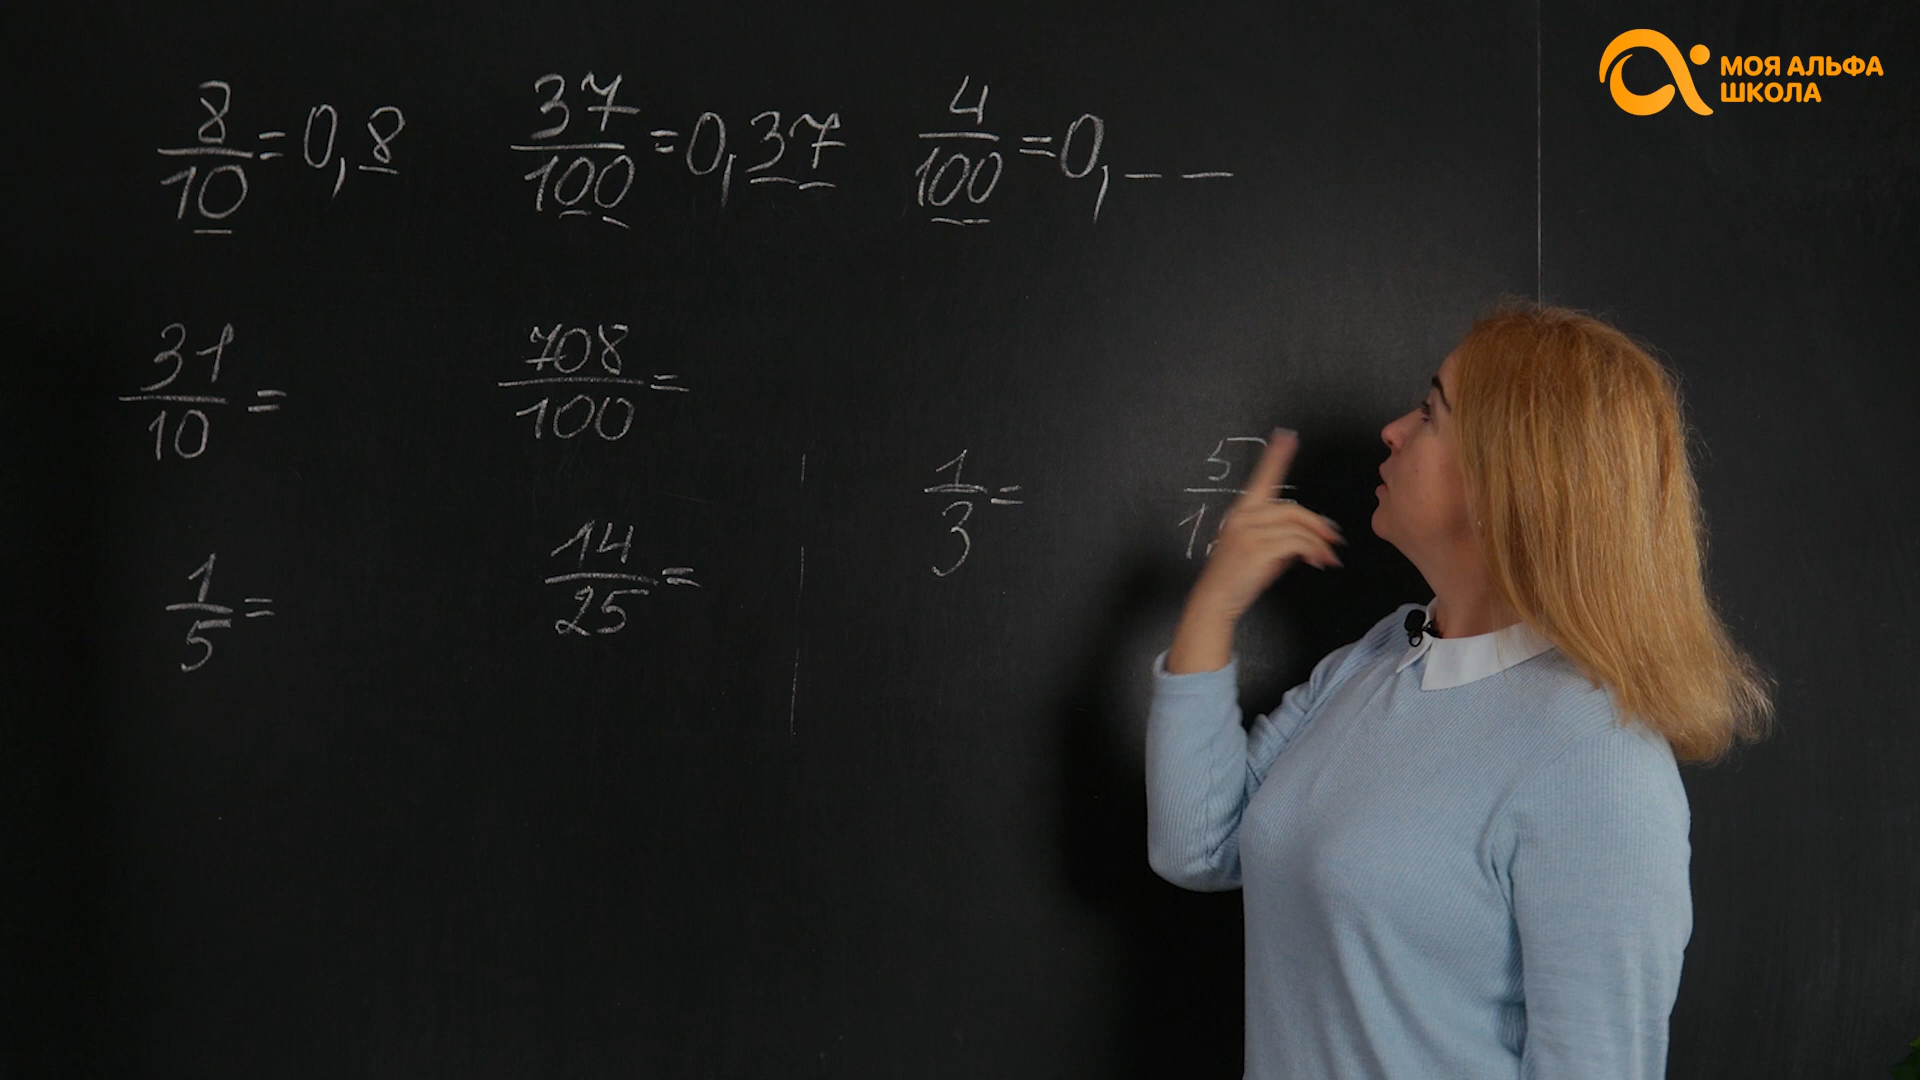 МОЯ АЛЬФА
ШКОЛА
8/10 = 0,8
37/100 = 0,37
4/100 = 0,_ _
31/10 =
708/100 =
1/3 =
1/5 =
14/25 =